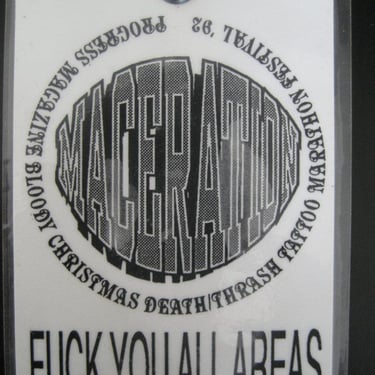 PROGRESS MAGAZINE BLOODY CHRISTMAS DEATH/THRASH TATTOO MARATHON FESTIVAL '92
MACERATION
FUCK YOU ALL AREAS